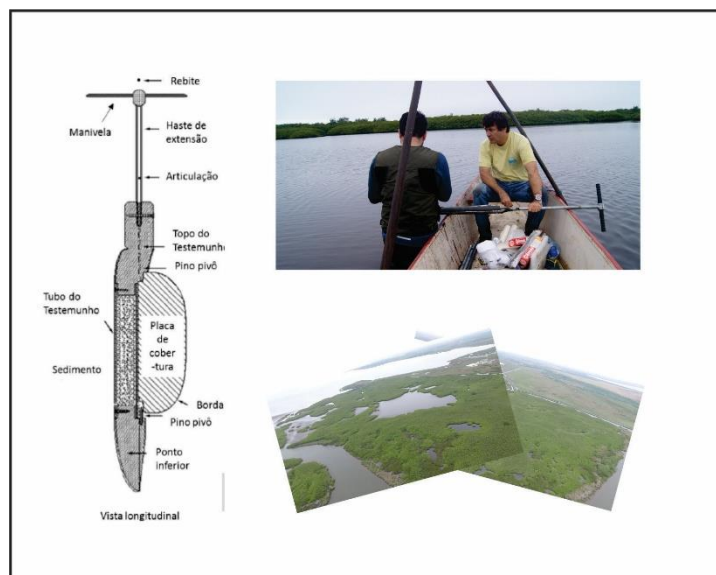 Rebite
Manivela
Haste de
extensão
Articulação
Topo do
Testemunh
Pino pivô
Tubo do
Testemunho
Placa
de
cober
-tura
Sedimento
Borda
Pino pivô
Ponto
inferior
Vista longitudinal